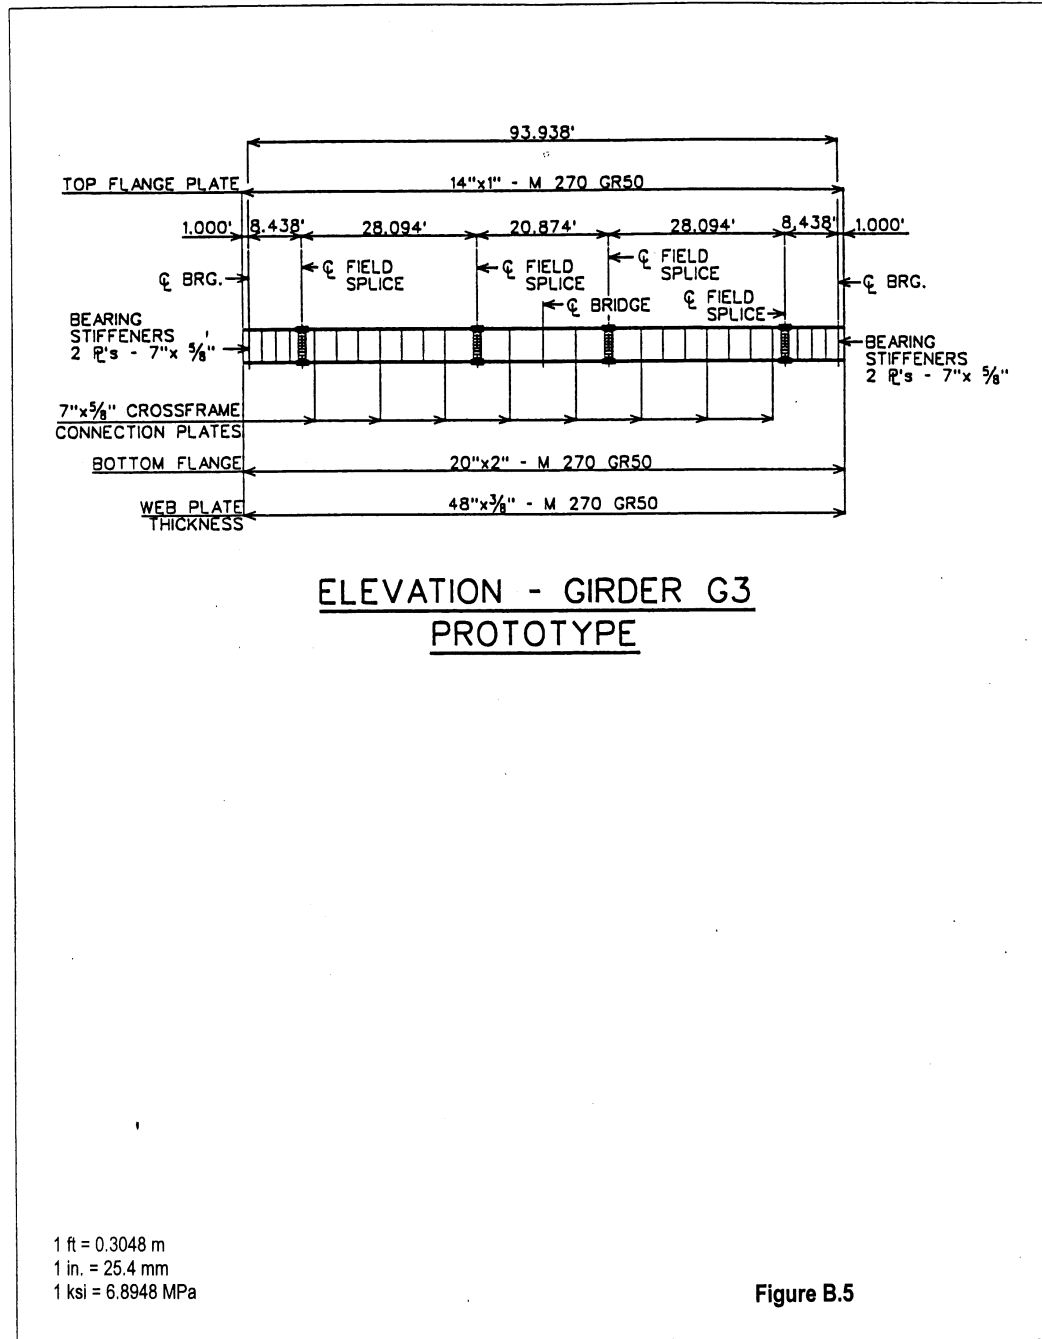 93.938'
TOP FLANGE PLATE 14"x1" - M 270 GR50
1.000' 8.438' 28.094' 20.874' 28.094' 8.438' 1.000'
℄ BRG.
℄ FIELD
SPLICE
℄ FIELD
SPLICE
℄ FIELD
SPLICE
℄ BRIDGE
℄ FIELD
SPLICE
℄ BRG.
BEARING
STIFFENERS
2 ⅊'s - 7"x 5/8"
BEARING
STIFFENERS
2 ⅊'s - 7"x 5/8"
7"x5/8" CROSSFRAME
CONNECTION PLATES
BOTTOM FLANGE 20"x2" - M 270 GR50
WEB PLATE
THICKNESS
48"x3/8" - M 270 GR50
ELEVATION - GIRDER G3
PROTOTYPE
1 ft = 0.3048 m
1 in. = 25.4 mm
1 ksi = 6.8948 MPa
Figure B.5